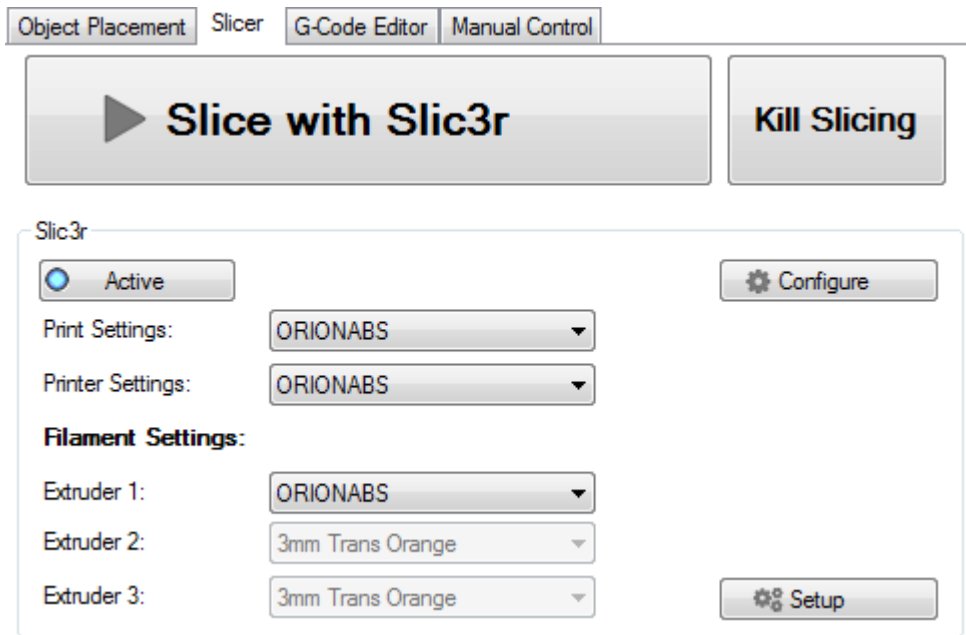 Object Placement Slicer G-Code Editor Manual Control
Slice with Slic3r Kill Slicing
Slic3r
Active Configure
Print Settings: ORIONABS
Printer Settings: ORIONABS
Filament Settings:
Extruder 1: ORIONABS
Extruder 2: 3mm Trans Orange
Extruder 3: 3mm Trans Orange Setup